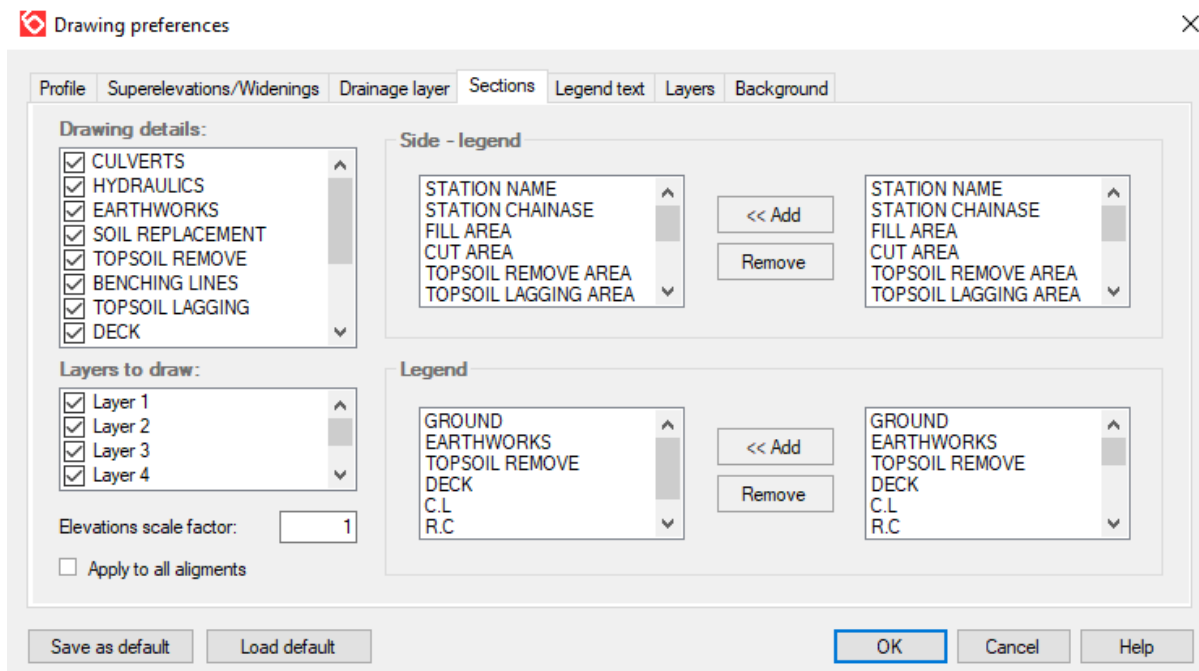 Drawing preferences
Profile Superelevations/Widenings Drainage layer Sections Legend text Layers Background
Drawing details:
CULVERTS
HYDRAULICS
EARTHWORKS
SOIL REPLACEMENT
TOPSOIL REMOVE
BENCHING LINES
TOPSOIL LAGGING
DECK
Layers to draw:
Layer 1
Layer 2
Layer 3
Layer 4
Elevations scale factor: 1
Apply to all aligments
Side - legend
STATION NAME
STATION CHAINASE
FILL AREA
CUT AREA
TOPSOIL REMOVE AREA
TOPSOIL LAGGING AREA
<< Add
Remove
STATION NAME
STATION CHAINASE
FILL AREA
CUT AREA
TOPSOIL REMOVE AREA
TOPSOIL LAGGING AREA
Legend
GROUND
EARTHWORKS
TOPSOIL REMOVE
DECK
C.L
R.C
<< Add
Remove
GROUND
EARTHWORKS
TOPSOIL REMOVE
DECK
C.L
R.C
Save as default Load default OK Cancel Help